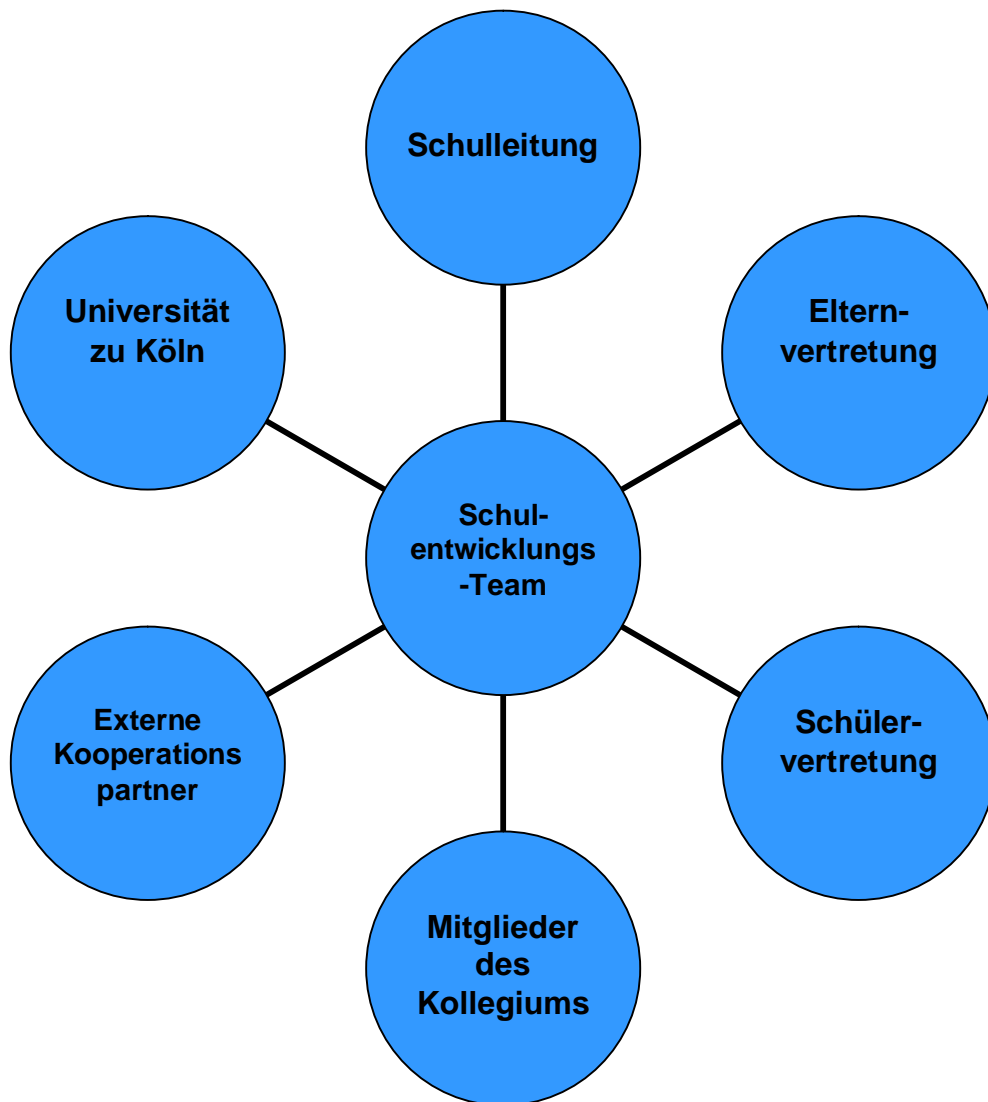 Schulleitung
Universität
zu Köln
Eltern-
vertretung
Schul-
entwicklungs
-Team
Externe
Kooperations
partner
Schüler-
vertretung
Mitglieder
des
Kollegiums